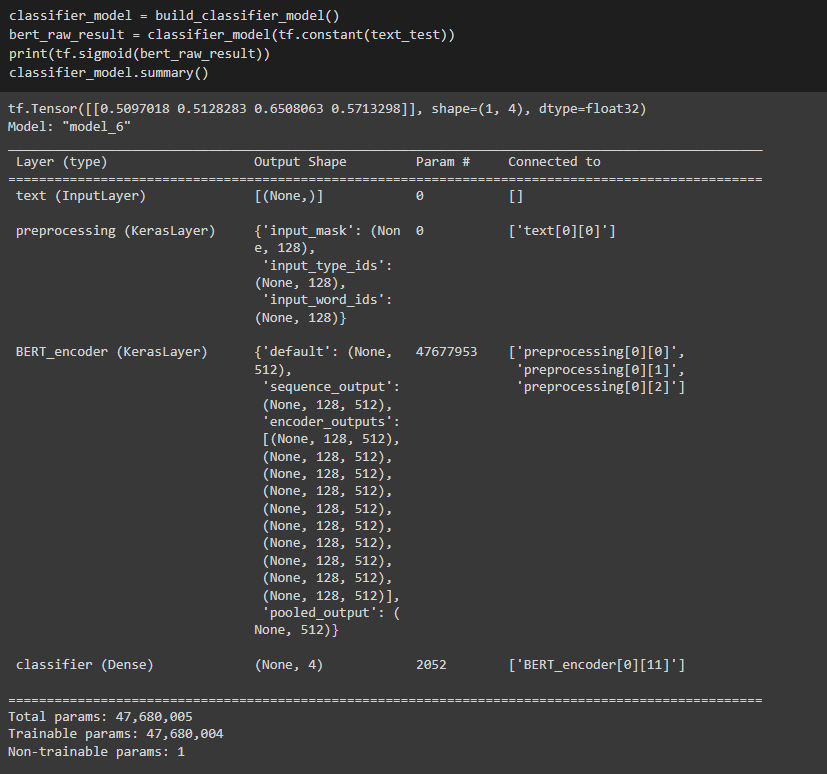 classifier_model = build_classifier_model()
bert_raw_result = classifier_model(tf.constant(text_test))
print(tf.sigmoid(bert_raw_result))
classifier_model.summary()
tf.Tensor([[0.5097018 0.5128283 0.6508063 0.5713298]], shape=(1, 4), dtype=float32)
Model: "model_6"
__________________________________________________________________________________________________
 Layer (type)                   Output Shape         Param #     Connected to
==================================================================================================
 text (InputLayer)              [(None,)]            0           []

 preprocessing (KerasLayer)     {'input_mask': (Non  0           ['text[0][0]']
                                e, 128),
                                 'input_type_ids':
                                (None, 128),
                                 'input_word_ids':
                                (None, 128)}

 BERT_encoder (KerasLayer)      {'default': (None,   47677953    ['preprocessing[0][0]',
                                512),                             'preprocessing[0][1]',
                                 'sequence_output':               'preprocessing[0][2]']
                                 (None, 128, 512),
                                 'encoder_outputs':
                                 [(None, 128, 512),
                                 (None, 128, 512),
                                 (None, 128, 512),
                                 (None, 128, 512),
                                 (None, 128, 512),
                                 (None, 128, 512),
                                 (None, 128, 512),
                                 (None, 128, 512),
                                 (None, 128, 512),
                                 (None, 128, 512)],
                                 'pooled_output': (
                                None, 512)}

 classifier (Dense)             (None, 4)            2052        ['BERT_encoder[0][11]']

==================================================================================================
Total params: 47,680,005
Trainable params: 47,680,004
Non-trainable params: 1